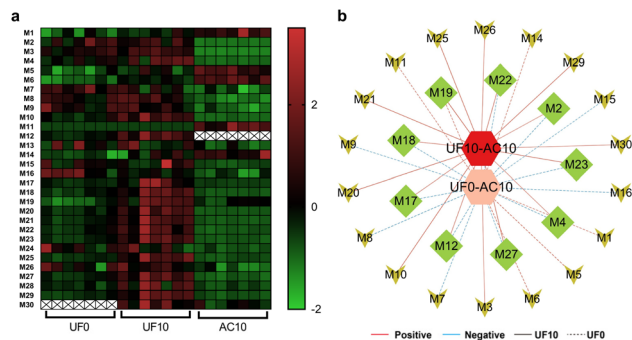 a
M1
M2
M3
M4
M5
M6
M7
M8
M9
M10
M11
M12
M13
M14
M15
M16
M17
M18
M19
M20
M21
M22
M23
M24
M25
M26
M27
M28
M29
M30
UF0
UF10
AC10
2
0
-2
b
M26
M25
M14
M11
M29
M22
M19
M2
M21
M15
M18
M9
UF10-AC10
M30
M23
UF0-AC10
M20
M16
M17
M4
M8
M1
M12
M27
M10
M5
M7
M3
M6
Positive
Negative
UF10
UF0